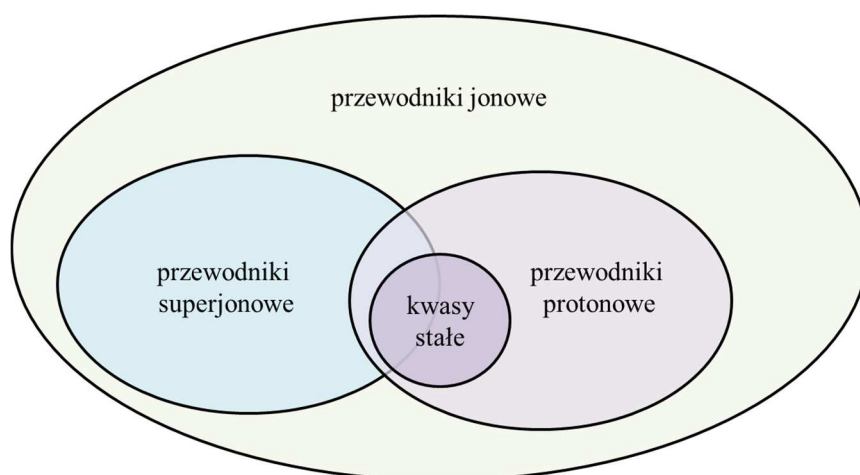 przewodniki jonowe
przewodniki
superjonowe
kwasy
stałe
przewodniki
protonowe